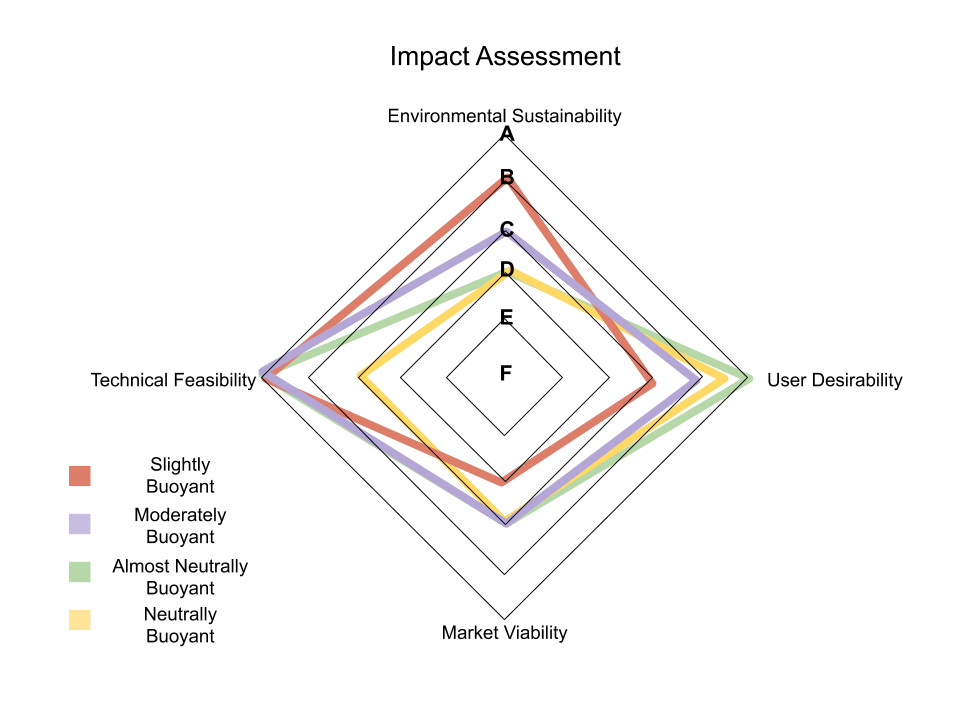 Impact Assessment
Environmental Sustainability
A
B
C
D
E
F
Technical Feasibility
User Desirability
Slightly
Buoyant
Moderately
Buoyant
Almost Neutrally
Buoyant
Neutrally
Buoyant
Market Viability